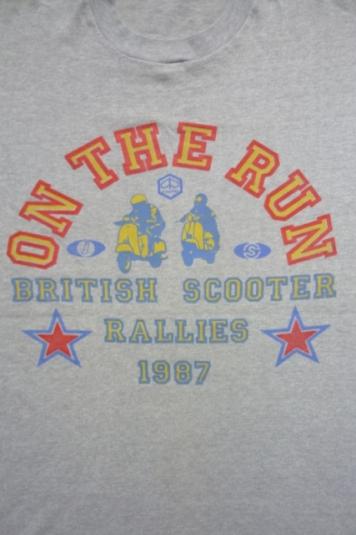 ON THE RUN
BRITISH SCOOTER
RALLIES
1987